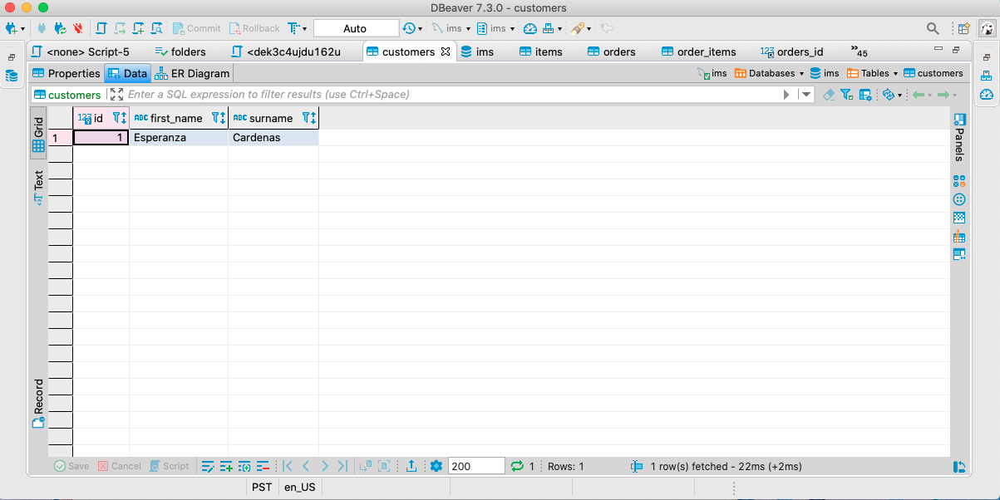 DBeaver 7.3.0 - customers
Commit Rollback Auto ims ims
<none> Script-5 folders <dek3c4ujdu162u customers ims items orders order_items orders_id »45
Properties Data ER Diagram ims Databases ims Tables customers
customers Enter a SQL expression to filter results (use Ctrl+Space)
Grid
Text
Record
123 id ABC first_name ABC surname
1 1 Esperanza Cardenas
Panels
Save Cancel Script 200 1 Rows: 1 1 row(s) fetched - 22ms (+2ms)
PST en_US